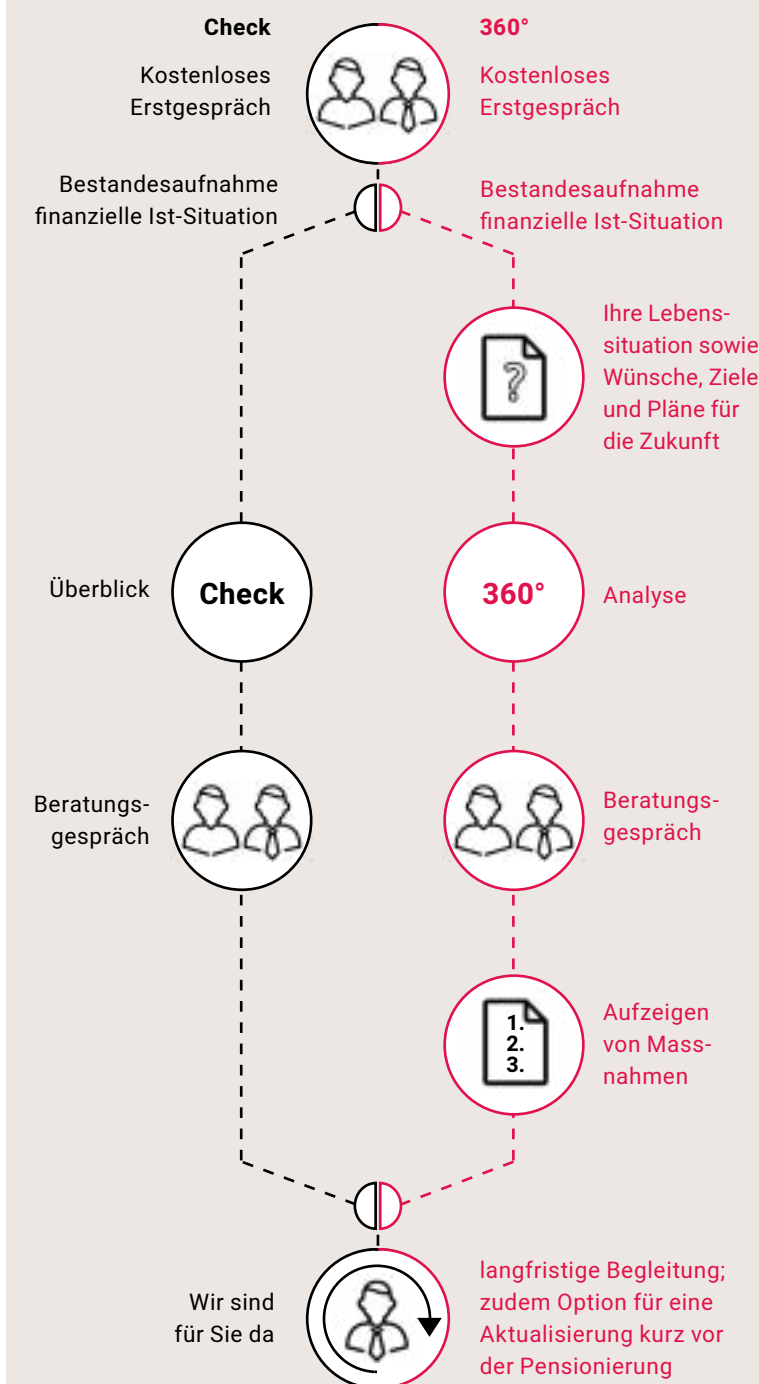 Check
Kostenloses
Erstgespräch
360°
Kostenloses
Erstgespräch
Bestandesaufnahme
finanzielle Ist-Situation
Bestandesaufnahme
finanzielle Ist-Situation
Ihre Lebens-
situation sowie
Wünsche, Ziele
und Pläne für
die Zukunft
?
Überblick
Check
360°
Analyse
Beratungs-
gespräch
Beratungs-
gespräch
1.
2.
3.
Aufzeigen
von Mass-
nahmen
Wir sind
für Sie da
langfristige Begleitung;
zudem Option für eine
Aktualisierung kurz vor
der Pensionierung